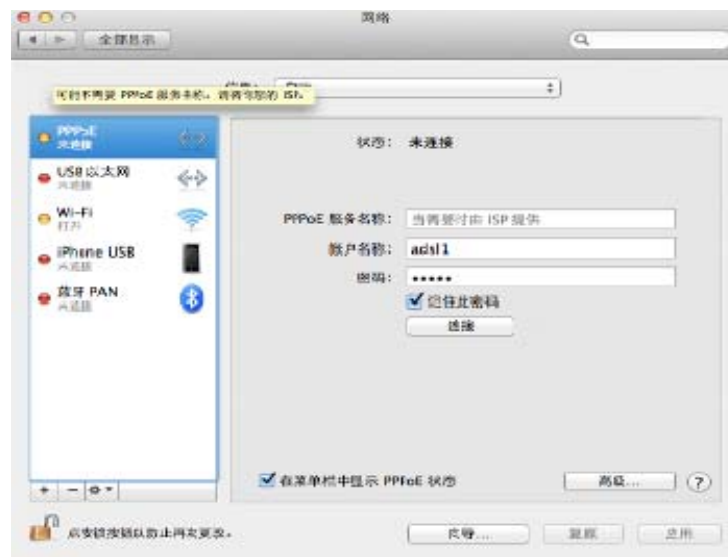 网络
全部显示
可能不需要 PPPoE 服务名称。请咨询您的 ISP。
PPPoE
未连接
USB 以太网
未连接
Wi-Fi
打开
iPhone USB
未连接
蓝牙 PAN
未连接
状态： 未连接
PPPoE 服务名称： 当需要时由 ISP 提供
帐户名称： adsl1
密码： •••••
记住此密码
连接
在菜单栏中显示 PPPoE 状态
高级... ?
点按锁按钮以防止再次更改。
向导...
复原
应用